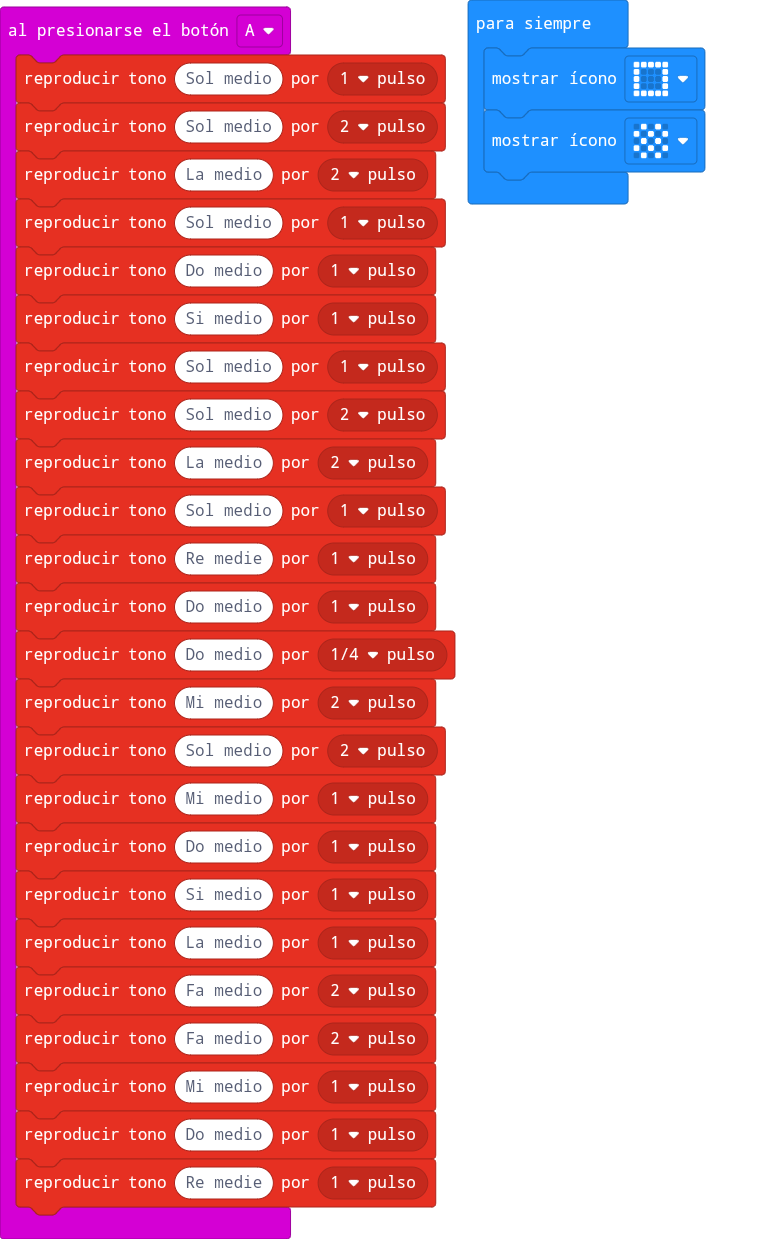 al presionarse el botón A
reproducir tono Sol medio por 1 pulso
reproducir tono Sol medio por 2 pulso
reproducir tono La medio por 2 pulso
reproducir tono Sol medio por 1 pulso
reproducir tono Do medio por 1 pulso
reproducir tono Si medio por 1 pulso
reproducir tono Sol medio por 1 pulso
reproducir tono Sol medio por 2 pulso
reproducir tono La medio por 2 pulso
reproducir tono Sol medio por 1 pulso
reproducir tono Re medie por 1 pulso
reproducir tono Do medio por 1 pulso
reproducir tono Do medio por 1/4 pulso
reproducir tono Mi medio por 2 pulso
reproducir tono Sol medio por 2 pulso
reproducir tono Mi medio por 1 pulso
reproducir tono Do medio por 1 pulso
reproducir tono Si medio por 1 pulso
reproducir tono La medio por 1 pulso
reproducir tono Fa medio por 2 pulso
reproducir tono Fa medio por 2 pulso
reproducir tono Mi medio por 1 pulso
reproducir tono Do medio por 1 pulso
reproducir tono Re medie por 1 pulso
para siempre
mostrar ícono
mostrar ícono